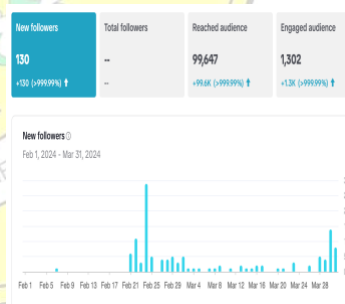 New followers
Total followers
Reached audience
Engaged audience
130
--
99,647
1,302
+130 (>999.99%) ↑
--
+99.6K (>999.99%) ↑
+1.3K (>999.99%) ↑
New followers
Feb 1, 2024 - Mar 31, 2024
Feb 1 Feb 5 Feb 9 Feb 13 Feb 17 Feb 21 Feb 25 Feb 29 Mar 4 Mar 8 Mar 12 Mar 16 Mar 20 Mar 24 Mar 28